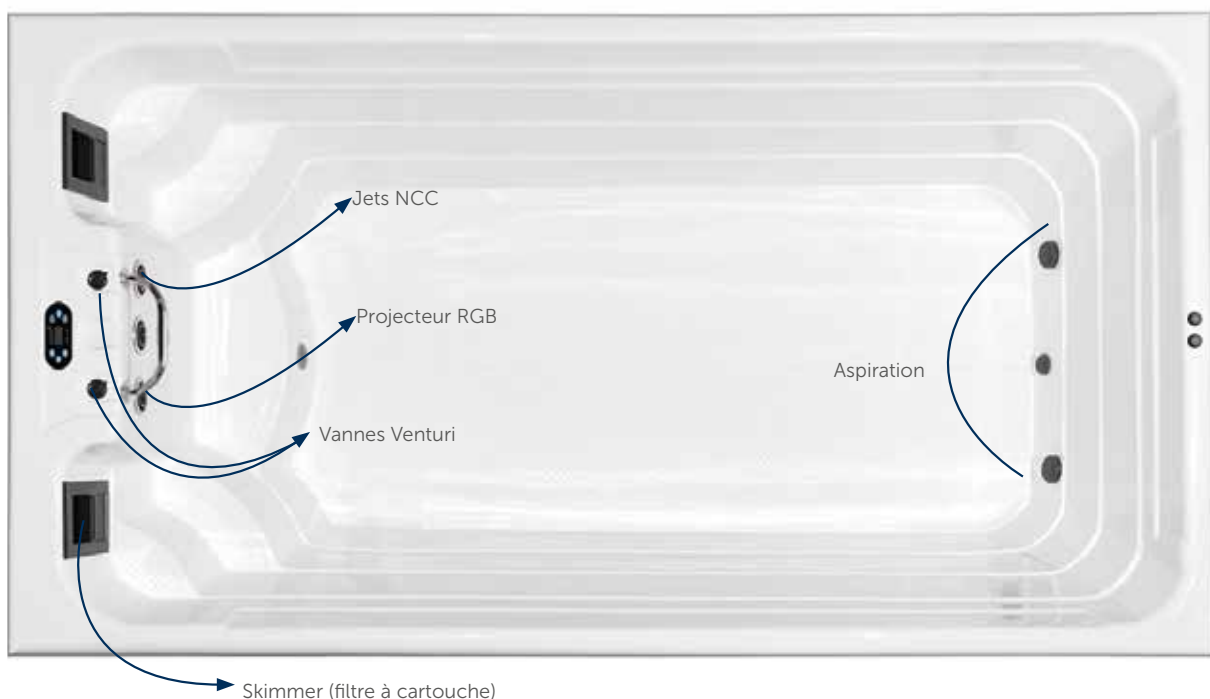 Jets NCC
Projecteur RGB
Aspiration
Vannes Venturi
Skimmer (filtre à cartouche)